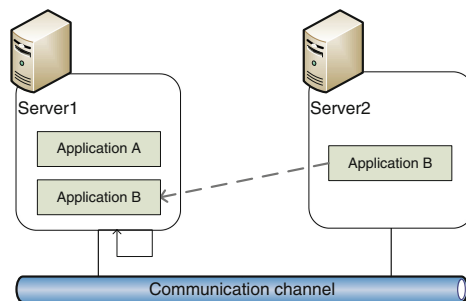 Server1
Server2
Application A
Application B
Application B
Communication channel